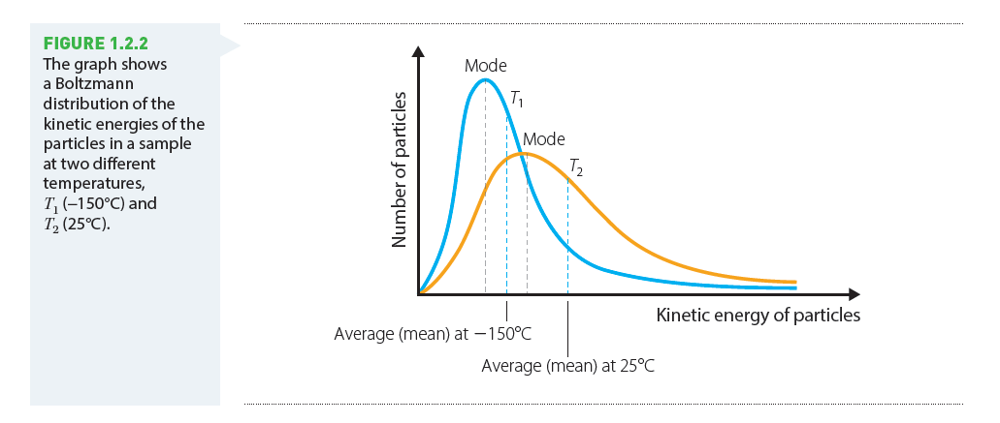 FIGURE 1.2.2
The graph shows
a Boltzmann
distribution of the
kinetic energies of the
particles in a sample
at two different
temperatures,
T₁ (–150°C) and
T₂ (25°C).
Number of particles
Mode
T₁
Mode
T₂
Kinetic energy of particles
Average (mean) at –150°C
Average (mean) at 25°C